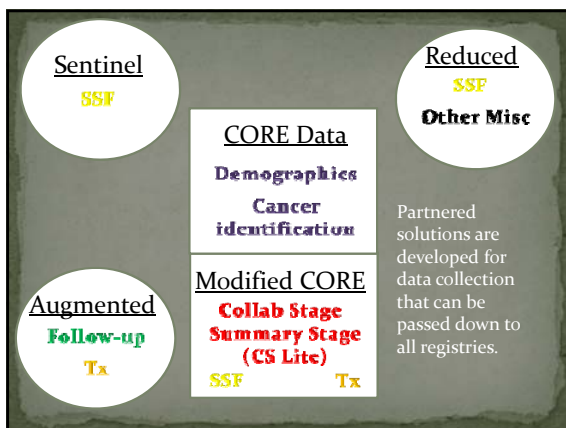 Sentinel
SSF
Reduced
SSF
Other Misc
CORE Data
Demographics
Cancer
identification
Partnered
solutions are
developed for
data collection
that can be
passed down to
all registries.
Augmented
Follow-up
Tx
Modified CORE
Collab Stage
Summary Stage
(CS Lite)
SSF Tx